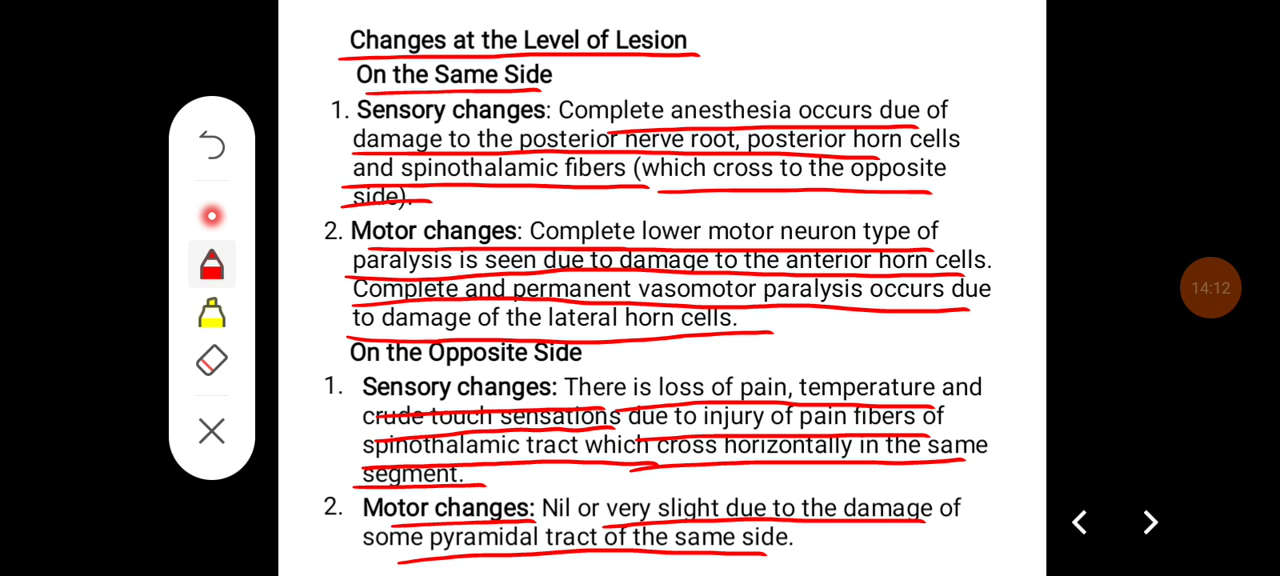 Changes at the Level of Lesion
On the Same Side
1. Sensory changes: Complete anesthesia occurs due of
damage to the posterior nerve root, posterior horn cells
and spinothalamic fibers (which cross to the opposite
side).
2. Motor changes: Complete lower motor neuron type of
paralysis is seen due to damage to the anterior horn cells.
Complete and permanent vasomotor paralysis occurs due
to damage of the lateral horn cells.
14:12
On the Opposite Side
1. Sensory changes: There is loss of pain, temperature and
crude touch sensations due to injury of pain fibers of
spinothalamic tract which cross horizontally in the same
segment.
2. Motor changes: Nil or very slight due to the damage of
some pyramidal tract of the same side.